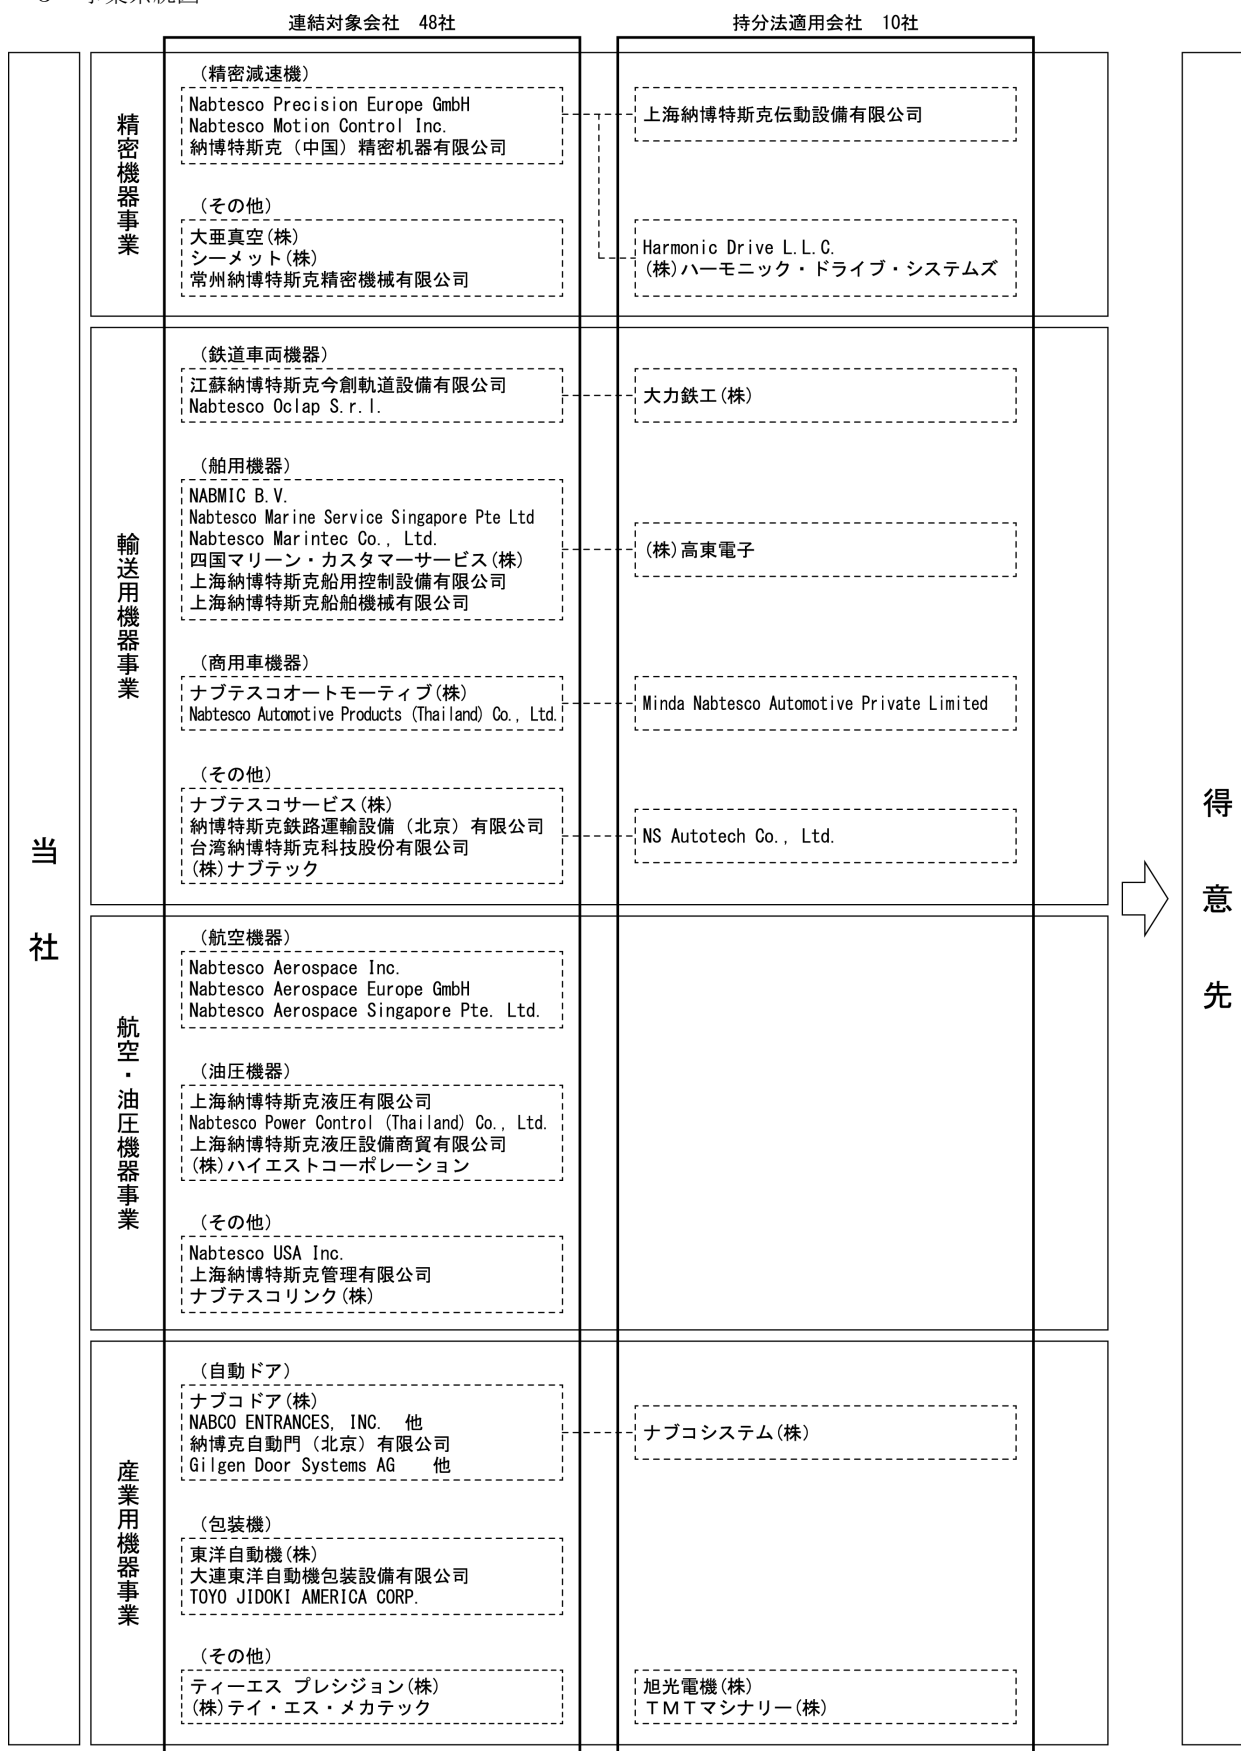 事業系統図
連結対象会社　48社
持分法適用会社　10社
当社
精密機器事業
（精密減速機）
Nabtesco Precision Europe GmbH
Nabtesco Motion Control Inc.
納博特斯克（中国）精密机器有限公司
上海納博特斯克伝動設備有限公司
（その他）
大亜真空(株)
シーメット(株)
常州納博特斯克精密機械有限公司
Harmonic Drive L.L.C.
(株)ハーモニック・ドライブ・システムズ
輸送用機器事業
（鉄道車両機器）
江蘇納博特斯克今創軌道設備有限公司
Nabtesco Oclap S.r.l.
大力鉄工(株)
（舶用機器）
NABMIC B.V.
Nabtesco Marine Service Singapore Pte Ltd
Nabtesco Marintec Co., Ltd.
四国マリーン・カスタマーサービス(株)
上海納博特斯克船用控制設備有限公司
上海納博特斯克船舶機械有限公司
(株)高東電子
（商用車機器）
ナブテスコオートモーティブ(株)
Nabtesco Automotive Products (Thailand) Co., Ltd.
Minda Nabtesco Automotive Private Limited
（その他）
ナブテスコサービス(株)
納博特斯克鉄路運輸設備（北京）有限公司
台湾納博特斯克科技股份有限公司
(株)ナブテック
NS Autotech Co., Ltd.
航空・油圧機器事業
（航空機器）
Nabtesco Aerospace Inc.
Nabtesco Aerospace Europe GmbH
Nabtesco Aerospace Singapore Pte. Ltd.
（油圧機器）
上海納博特斯克液圧有限公司
Nabtesco Power Control (Thailand) Co., Ltd.
上海納博特斯克液圧設備商貿有限公司
(株)ハイエストコーポレーション
（その他）
Nabtesco USA Inc.
上海納博特斯克管理有限公司
ナブテスコリンク(株)
産業用機器事業
（自動ドア）
ナブコドア(株)
NABCO ENTRANCES, INC.　他
納博克自動門（北京）有限公司
Gilgen Door Systems AG　他
ナブコシステム(株)
（包装機）
東洋自動機(株)
大連東洋自動機包装設備有限公司
TOYO JIDOKI AMERICA CORP.
（その他）
ティーエス プレシジョン(株)
(株)テイ・エス・メカテック
旭光電機(株)
ＴＭＴマシナリー(株)
得意先